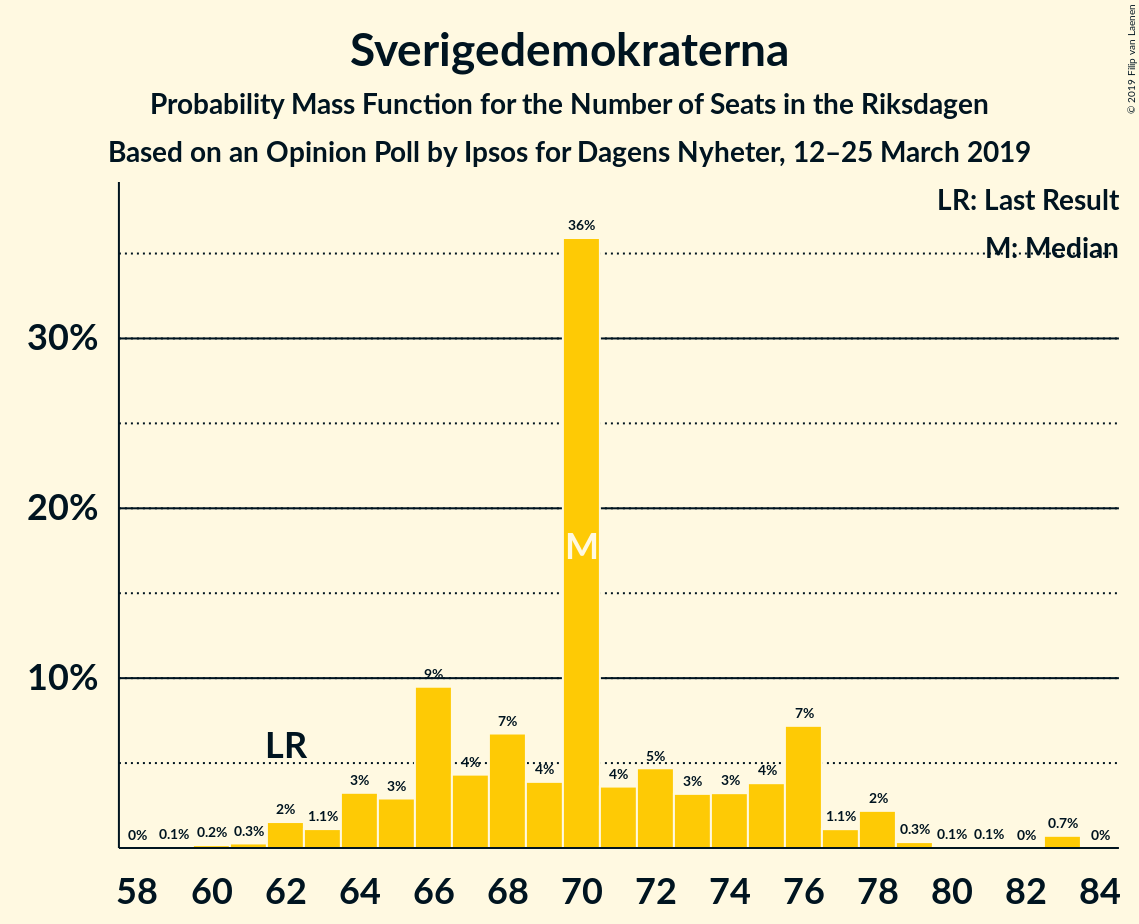 Sverigedemokraterna
Probability Mass Function for the Number of Seats in the Riksdagen
Based on an Opinion Poll by Ipsos for Dagens Nyheter, 12–25 March 2019
© 2019 Filip van Laenen
LR: Last Result
M: Median
30%
20%
10%
LR
M
0% 0.1% 0.2% 0.3% 2% 1.1% 3% 3% 9% 4% 7% 4% 36% 4% 5% 3% 3% 4% 7% 1.1% 2% 0.3% 0.1% 0.1% 0% 0.7% 0%
58 60 62 64 66 68 70 72 74 76 78 80 82 84